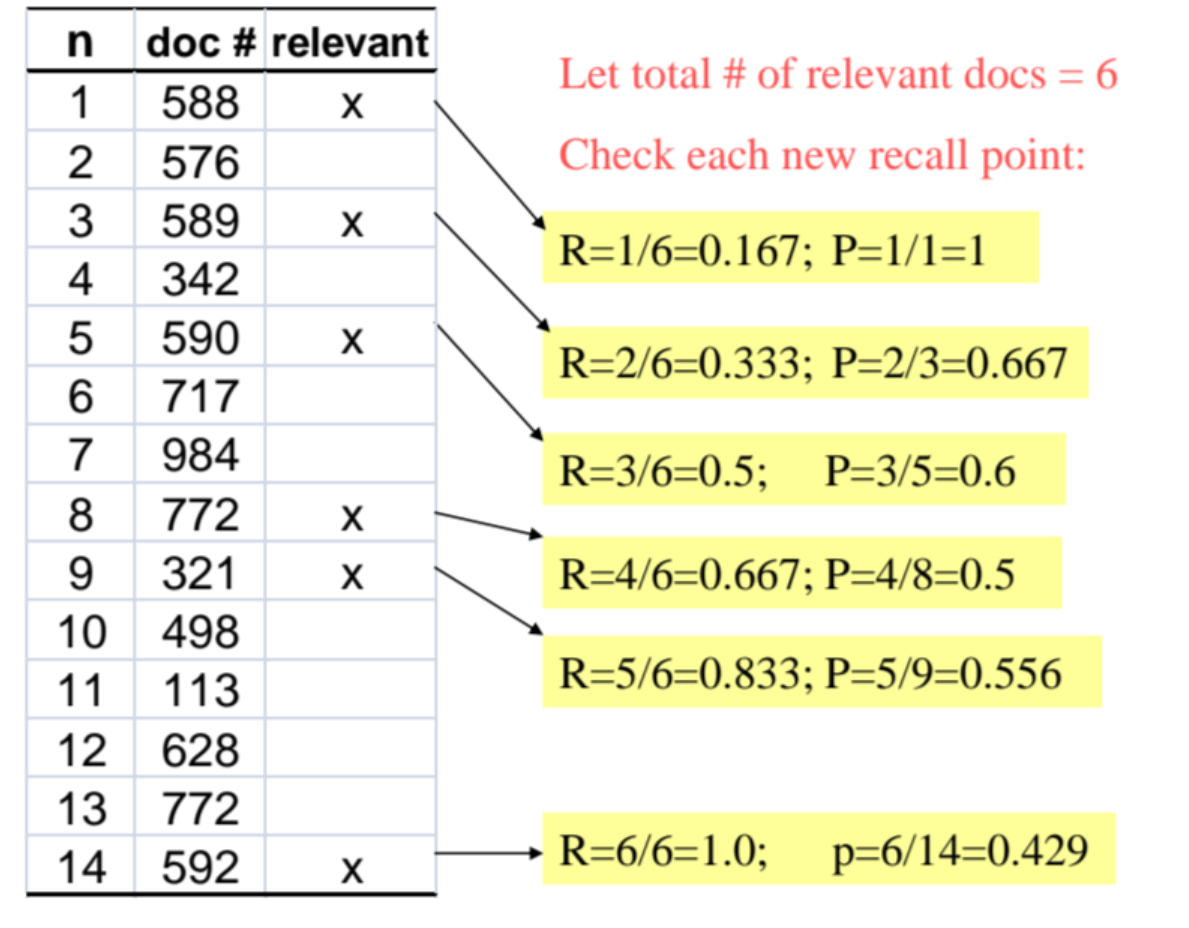 n doc # relevant
1 588 x
2 576
3 589 x
4 342
5 590 x
6 717
7 984
8 772 x
9 321 x
10 498
11 113
12 628
13 772
14 592 x
Let total # of relevant docs = 6
Check each new recall point:
R=1/6=0.167; P=1/1=1
R=2/6=0.333; P=2/3=0.667
R=3/6=0.5; P=3/5=0.6
R=4/6=0.667; P=4/8=0.5
R=5/6=0.833; P=5/9=0.556
R=6/6=1.0; p=6/14=0.429